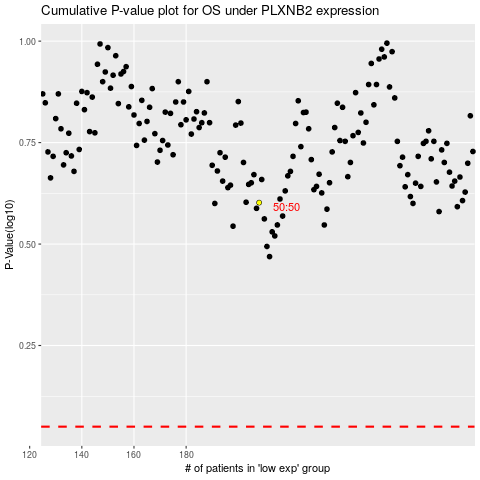 Cumulative P-value plot for OS under PLXNB2 expression
P-Value(log10)
1.00
0.75
0.50
0.25
50:50
120 140 160 180
# of patients in 'low exp' group